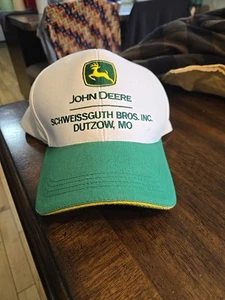 JOHN DEERE
SCHWEISSGUTH BROS. INC.
DUTZOW, MO